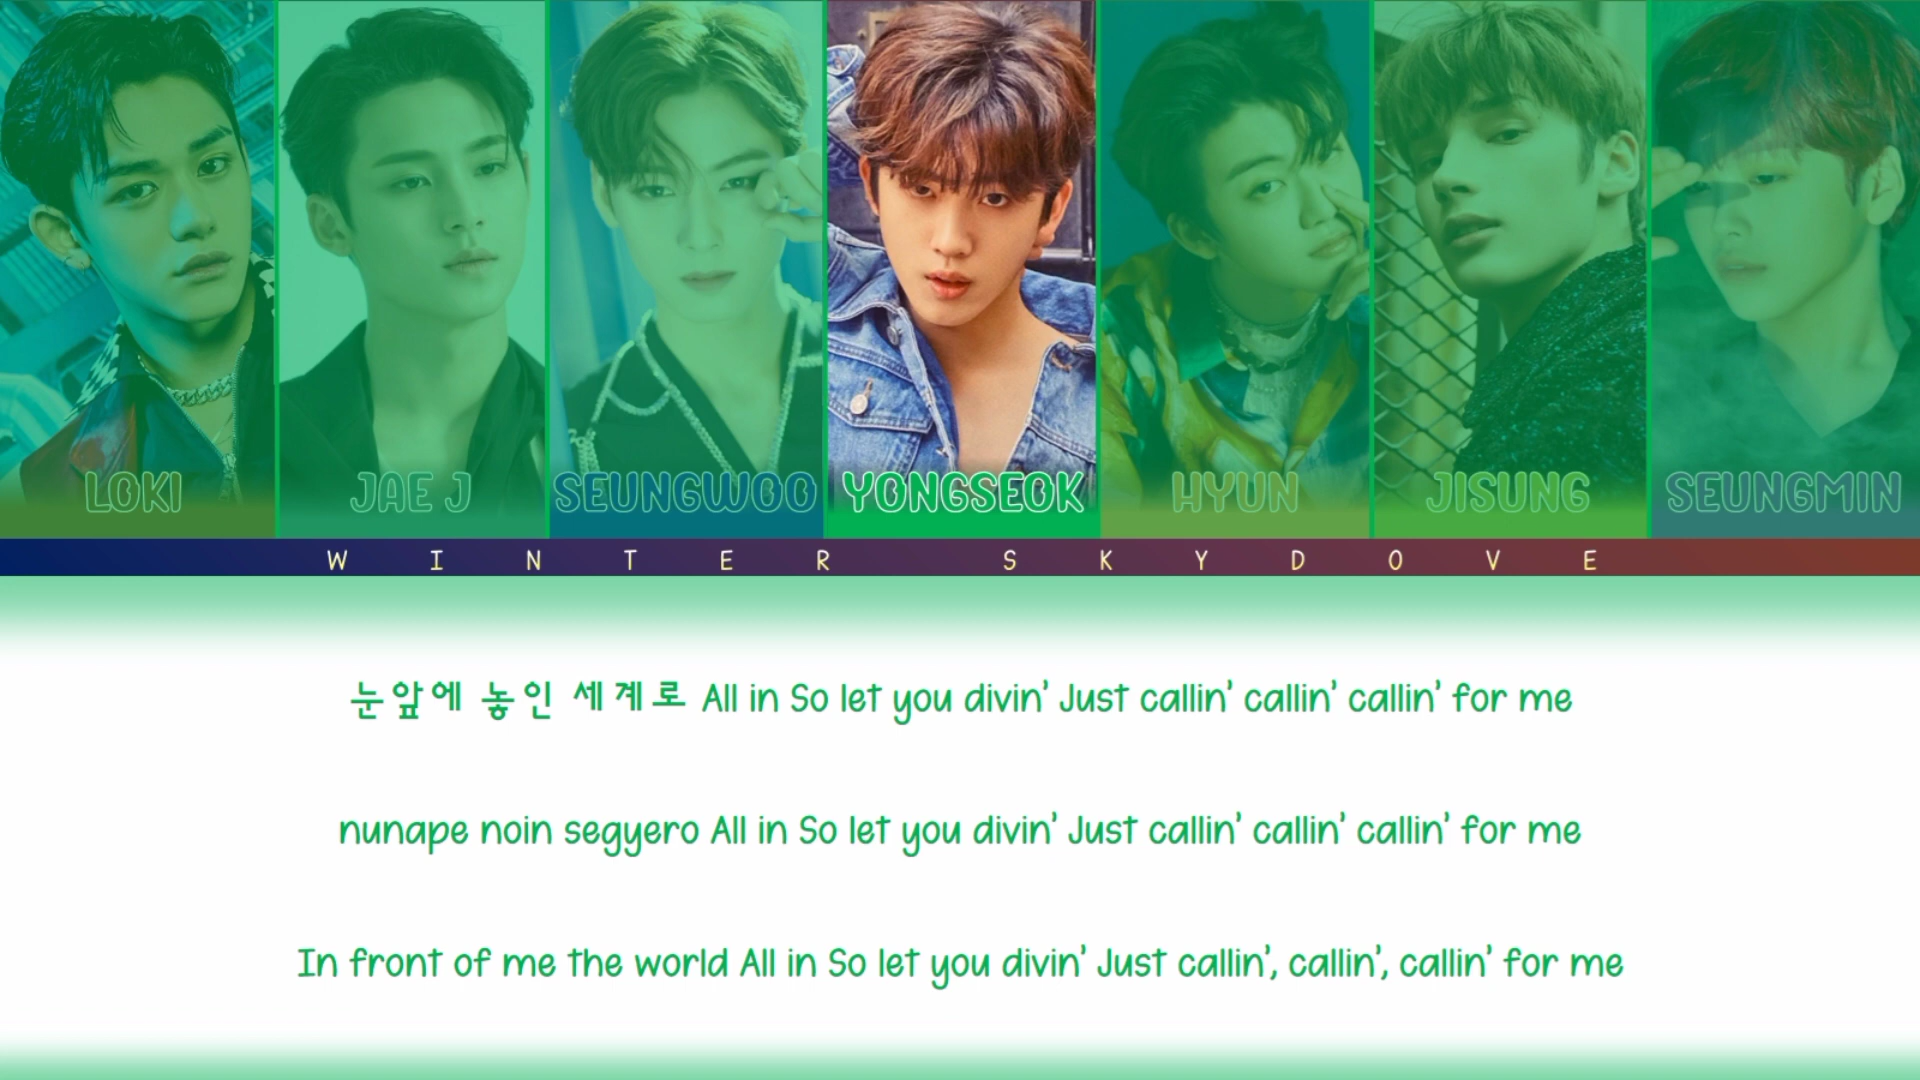 LOKI JAE J SEUNGWOO YONGSEOK HYUN JISUNG SEUNGMIN
WINTER SKYDOVE
눈앞에 놓인 세계로 All in So let you divin' Just callin' callin' callin' for me
nunape noin segyero All in So let you divin' Just callin' callin' callin' for me
In front of me the world All in So let you divin' Just callin', callin', callin' for me